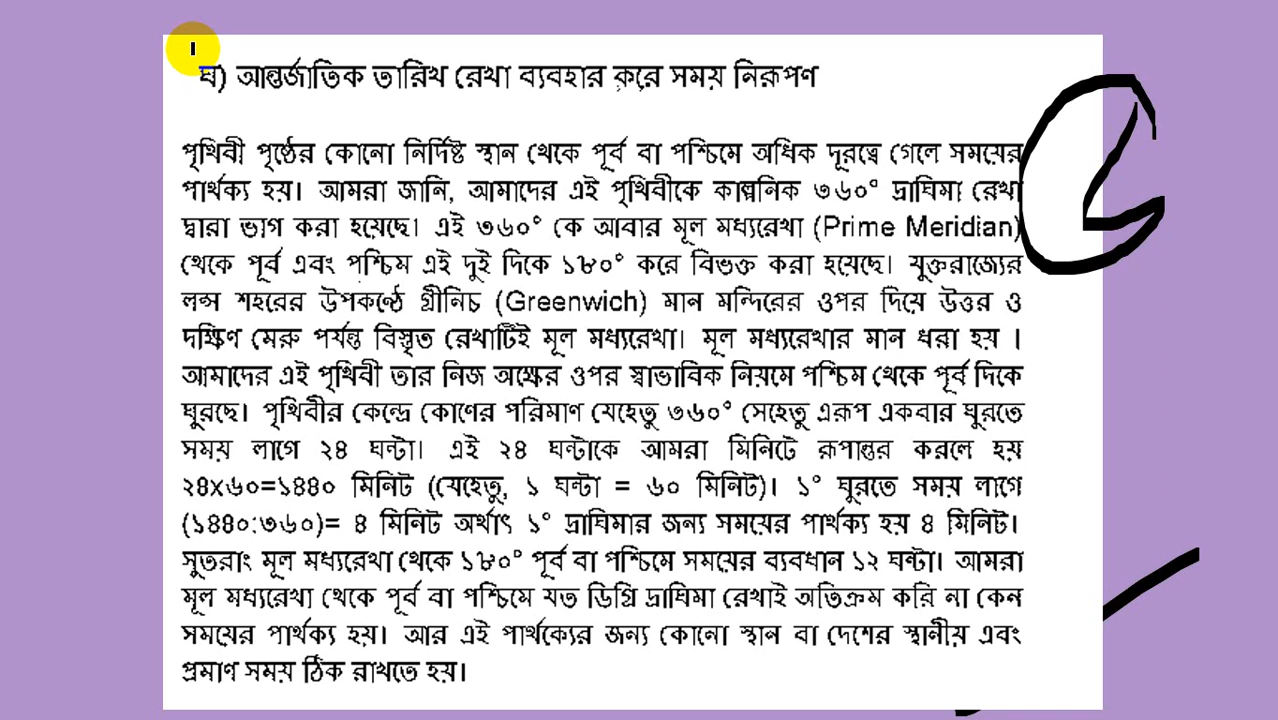 ঘ) আন্তর্জাতিক তারিখ রেখা ব্যবহার করে সময় নিরূপণ
পৃথিবী পৃষ্ঠের কোনো নির্দিষ্ট স্থান থেকে পূর্ব বা পশ্চিমে অধিক দূরত্বে গেলে সময়ের
পার্থক্য হয়। আমরা জানি, আমাদের এই পৃথিবীকে কাল্পনিক ৩৬০° দ্রাঘিমা রেখা
দ্বারা ভাগ করা হয়েছে। এই ৩৬০° কে আবার মূল মধ্যরেখা (Prime Meridian)
থেকে পূর্ব এবং পশ্চিম এই দুই দিকে ১৮০° করে বিভক্ত করা হয়েছে। যুক্তরাজ্যের
লন্স শহরের উপকণ্ঠে গ্রীনিচ (Greenwich) মান মন্দিরের ওপর দিয়ে উত্তর ও
দক্ষিণ মেরু পর্যন্ত বিস্তৃত রেখাটিই মূল মধ্যরেখা। মূল মধ্যরেখার মান ধরা হয় ।
আমাদের এই পৃথিবী তার নিজ অক্ষের ওপর স্বাভাবিক নিয়মে পশ্চিম থেকে পূর্ব দিকে
ঘুরছে। পৃথিবীর কেন্দ্রে কোণের পরিমাণ যেহেতু ৩৬০° সেহেতু এরূপ একবার ঘুরতে
সময় লাগে ২৪ ঘন্টা। এই ২৪ ঘন্টাকে আমরা মিনিটে রূপান্তর করলে হয়
২৪x৬০=১৪৪০ মিনিট (যেহেতু, ১ ঘন্টা = ৬০ মিনিট)। ১° ঘুরতে সময় লাগে
(১৪৪০:৩৬০)= ৪ মিনিট অর্থাৎ ১° দ্রাঘিমার জন্য সময়ের পার্থক্য হয় ৪ মিনিট।
সুতরাং মূল মধ্যরেখা থেকে ১৮০° পূর্ব বা পশ্চিমে সময়ের ব্যবধান ১২ ঘন্টা। আমরা
মূল মধ্যরেখা থেকে পূর্ব বা পশ্চিমে যত ডিগ্রি দ্রাঘিমা রেখাই অতিক্রম করি না কেন
সময়ের পার্থক্য হয়। আর এই পার্থক্যের জন্য কোনো স্থান বা দেশের স্থানীয় এবং
প্রমাণ সময় ঠিক রাখতে হয়।